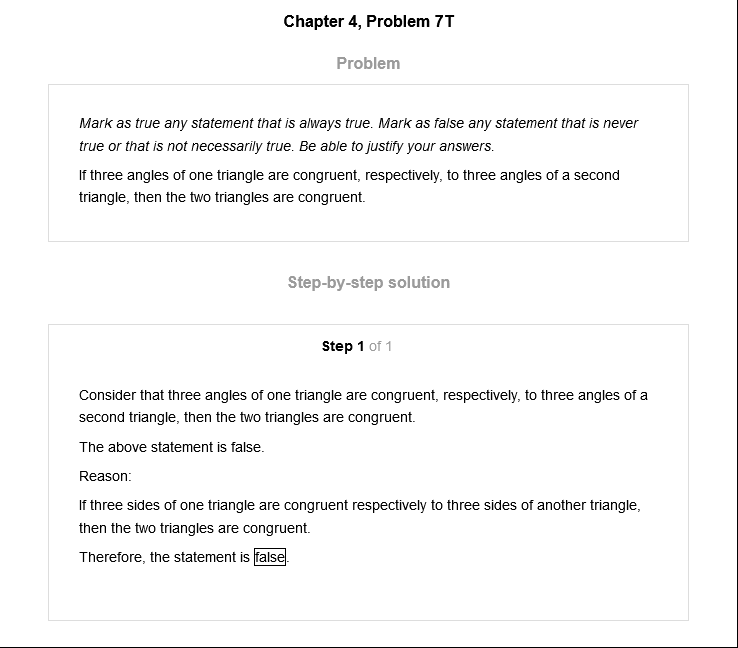 Chapter 4, Problem 7T
Problem
Mark as true any statement that is always true. Mark as false any statement that is never
true or that is not necessarily true. Be able to justify your answers.
If three angles of one triangle are congruent, respectively, to three angles of a second
triangle, then the two triangles are congruent.
Step-by-step solution
Step 1 of 1
Consider that three angles of one triangle are congruent, respectively, to three angles of a
second triangle, then the two triangles are congruent.
The above statement is false.
Reason:
If three sides of one triangle are congruent respectively to three sides of another triangle,
then the two triangles are congruent.
Therefore, the statement is false.